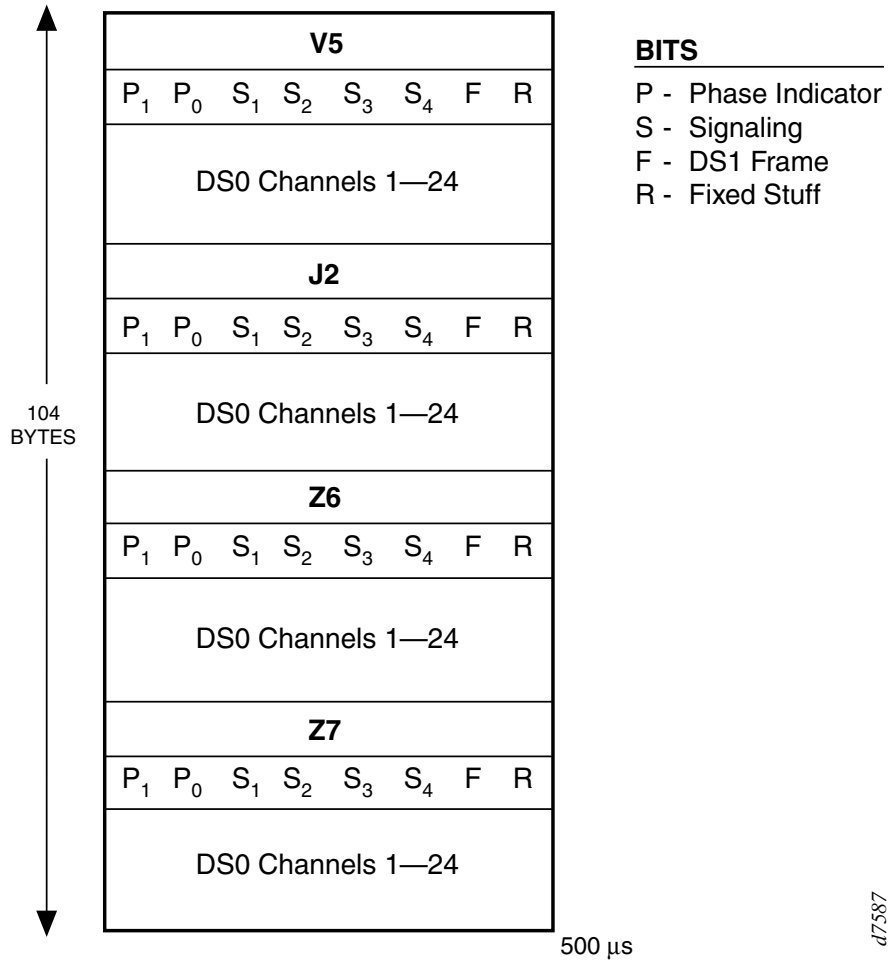 V5
P1 P0 S1 S2 S3 S4 F R
DS0 Channels 1—24
J2
P1 P0 S1 S2 S3 S4 F R
DS0 Channels 1—24
Z6
P1 P0 S1 S2 S3 S4 F R
DS0 Channels 1—24
Z7
P1 P0 S1 S2 S3 S4 F R
DS0 Channels 1—24
104
BYTES
500 μs
BITS
P - Phase Indicator
S - Signaling
F - DS1 Frame
R - Fixed Stuff
d7587